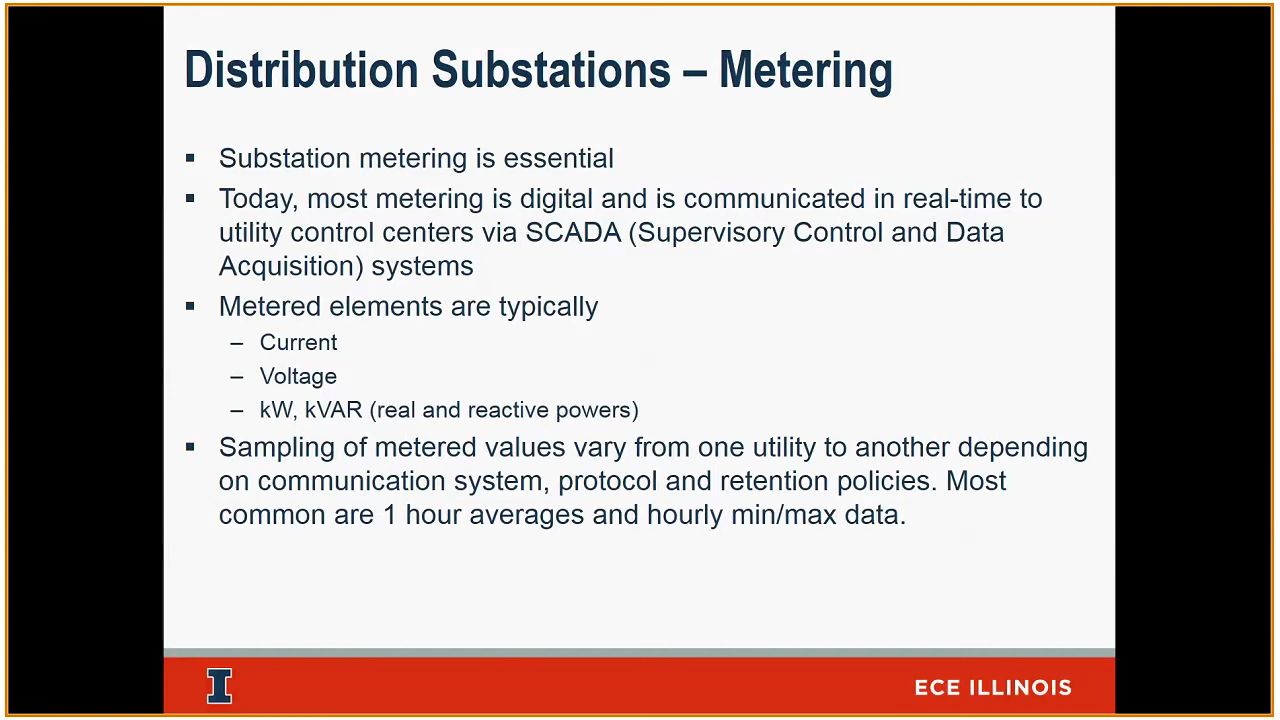 Distribution Substations – Metering
▪ Substation metering is essential
▪ Today, most metering is digital and is communicated in real-time to
utility control centers via SCADA (Supervisory Control and Data
Acquisition) systems
▪ Metered elements are typically
– Current
– Voltage
– kW, kVAR (real and reactive powers)
▪ Sampling of metered values vary from one utility to another depending
on communication system, protocol and retention policies. Most
common are 1 hour averages and hourly min/max data.
I
ECE ILLINOIS